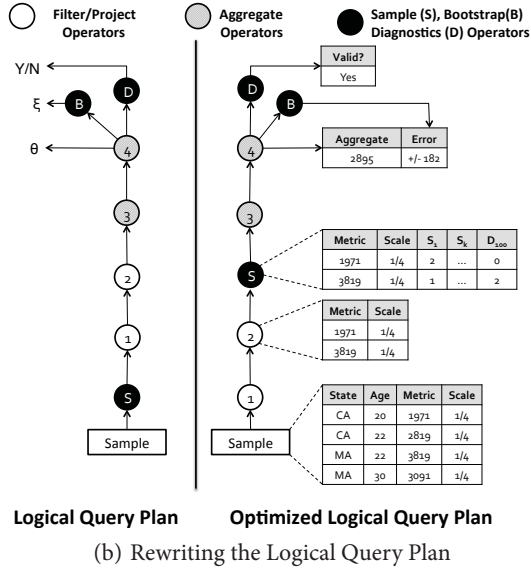 Filter/Project
Operators
Aggregate
Operators
Sample (S), Bootstrap(B)
Diagnostics (D) Operators
Y/N
ξ
θ
D
B
4
3
2
1
S
Sample
Logical Query Plan
D
B
4
3
S
2
1
Sample
Valid?
Yes
Aggregate Error
2895 +/- 182
Metric Scale S1 Sk D100
1971 1/4 2 ... 0
3819 1/4 1 ... 2
Metric Scale
1971 1/4
3819 1/4
State Age Metric Scale
CA 20 1971 1/4
CA 22 2819 1/4
MA 22 3819 1/4
MA 30 3091 1/4
Optimized Logical Query Plan
(b) Rewriting the Logical Query Plan